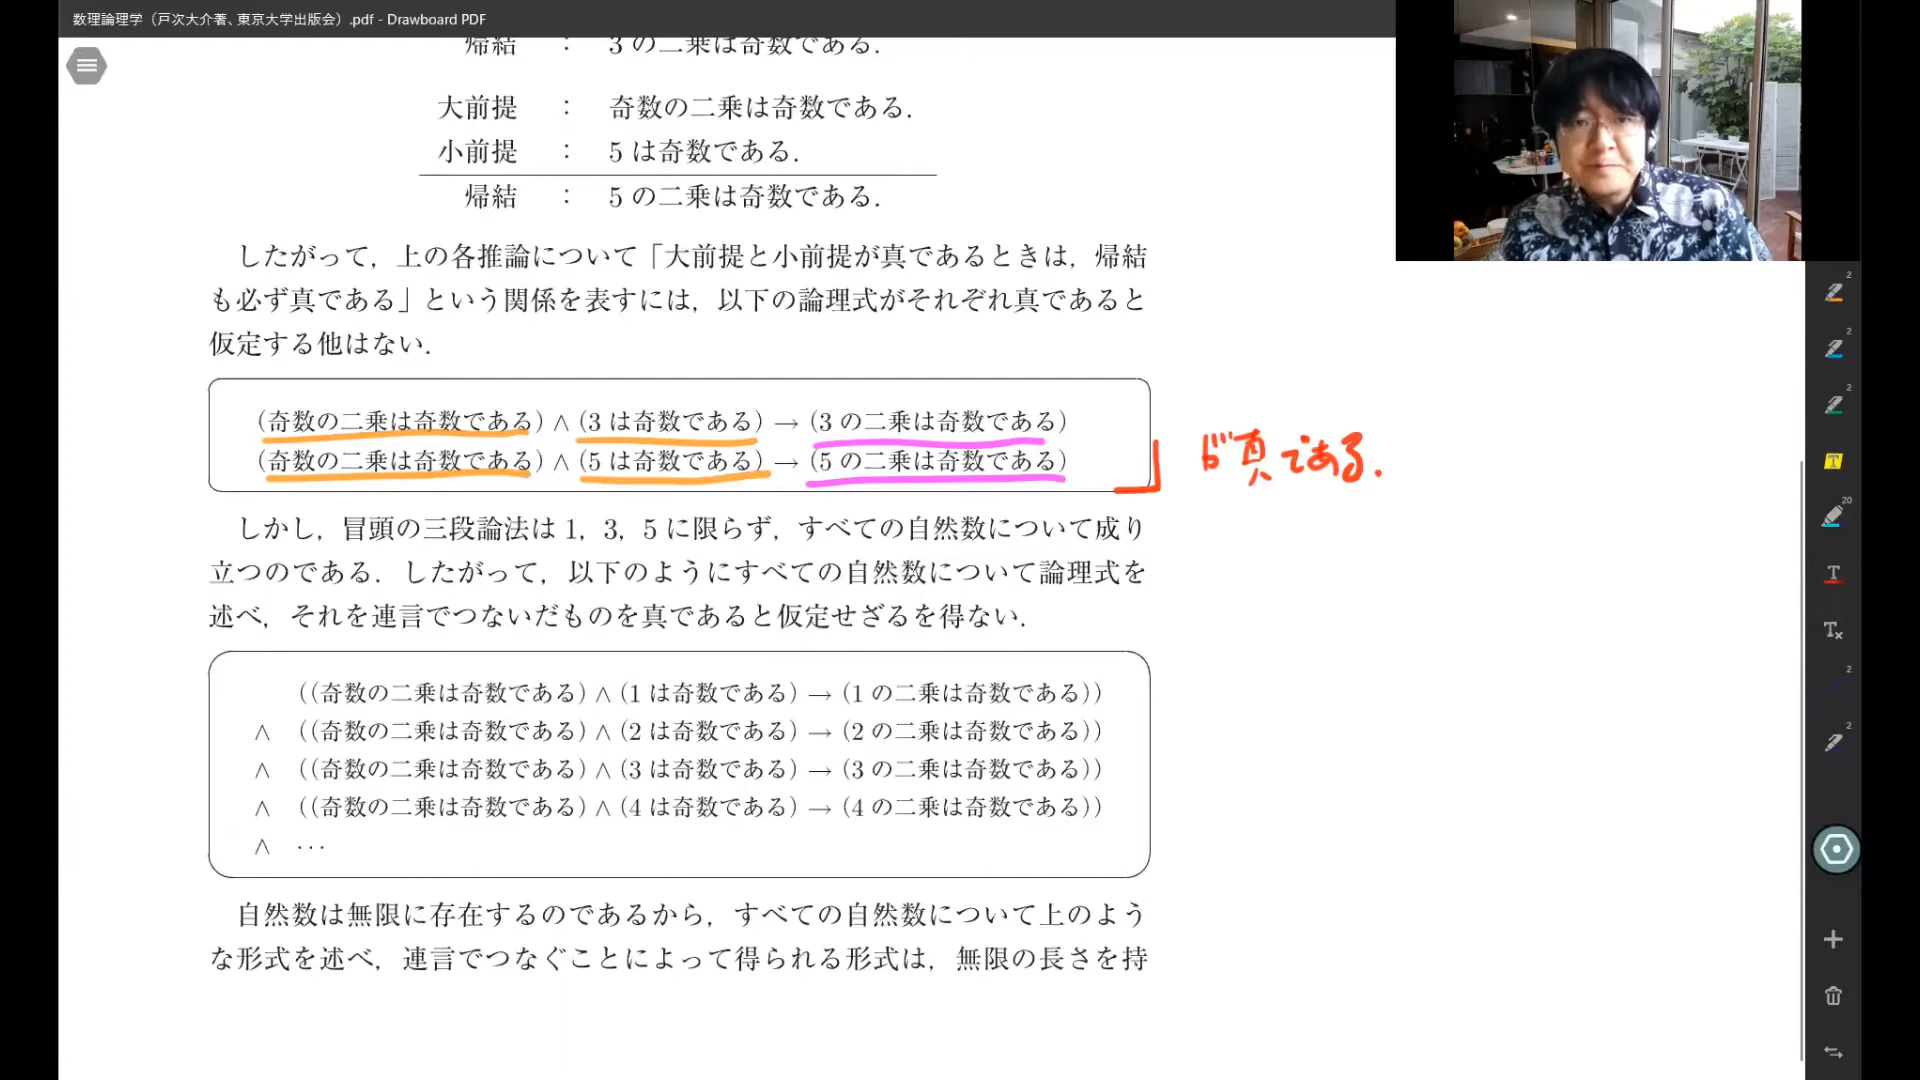 数理論理学（戸次大介著、東京大学出版会）.pdf - Drawboard PDF
帰結 : 3 の二乗は奇数である.
大前提 : 奇数の二乗は奇数である.
小前提 : 5 は奇数である.
帰結 : 5 の二乗は奇数である.
したがって，上の各推論について「大前提と小前提が真であるときは，帰結
も必ず真である」という関係を表すには，以下の論理式がそれぞれ真であると
仮定する他はない.
(奇数の二乗は奇数である) ∧ (3 は奇数である) → (3 の二乗は奇数である)
(奇数の二乗は奇数である) ∧ (5 は奇数である) → (5 の二乗は奇数である)
が真である.
しかし，冒頭の三段論法は 1，3，5 に限らず，すべての自然数について成り
立つのである．したがって，以下のようにすべての自然数について論理式を
述べ，それを連言でつないだものを真であると仮定せざるを得ない.
((奇数の二乗は奇数である) ∧ (1 は奇数である) → (1 の二乗は奇数である))
∧ ((奇数の二乗は奇数である) ∧ (2 は奇数である) → (2 の二乗は奇数である))
∧ ((奇数の二乗は奇数である) ∧ (3 は奇数である) → (3 の二乗は奇数である))
∧ ((奇数の二乗は奇数である) ∧ (4 は奇数である) → (4 の二乗は奇数である))
∧ ···
自然数は無限に存在するのであるから，すべての自然数について上のよう
な形式を述べ，連言でつなぐことによって得られる形式は，無限の長さを持
2
2
2
T
20
T
Tx
2
2